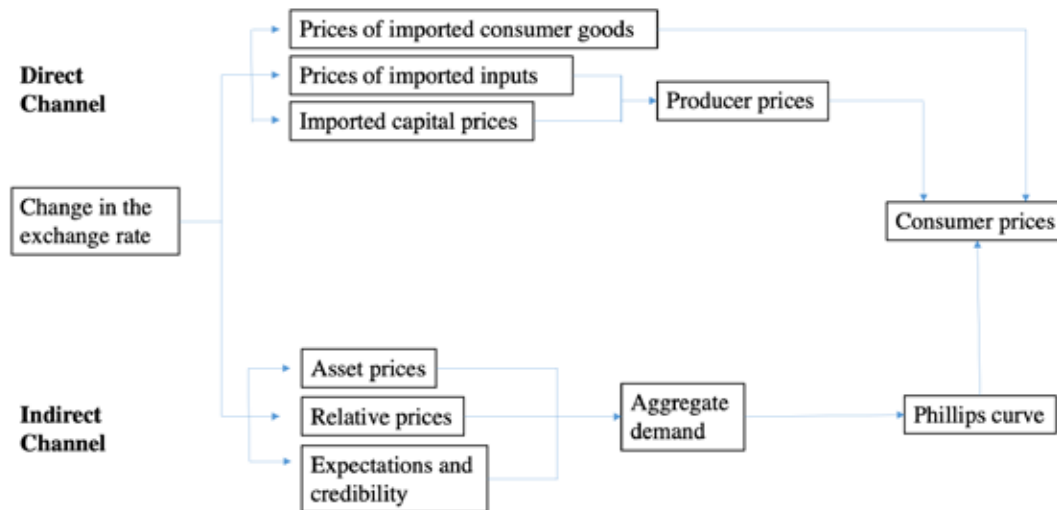 Prices of imported consumer goods
Direct
Channel
Prices of imported inputs
Imported capital prices
Producer prices
Change in the
exchange rate
Consumer prices
Asset prices
Indirect
Channel
Relative prices
Aggregate
demand
Phillips curve
Expectations and
credibility